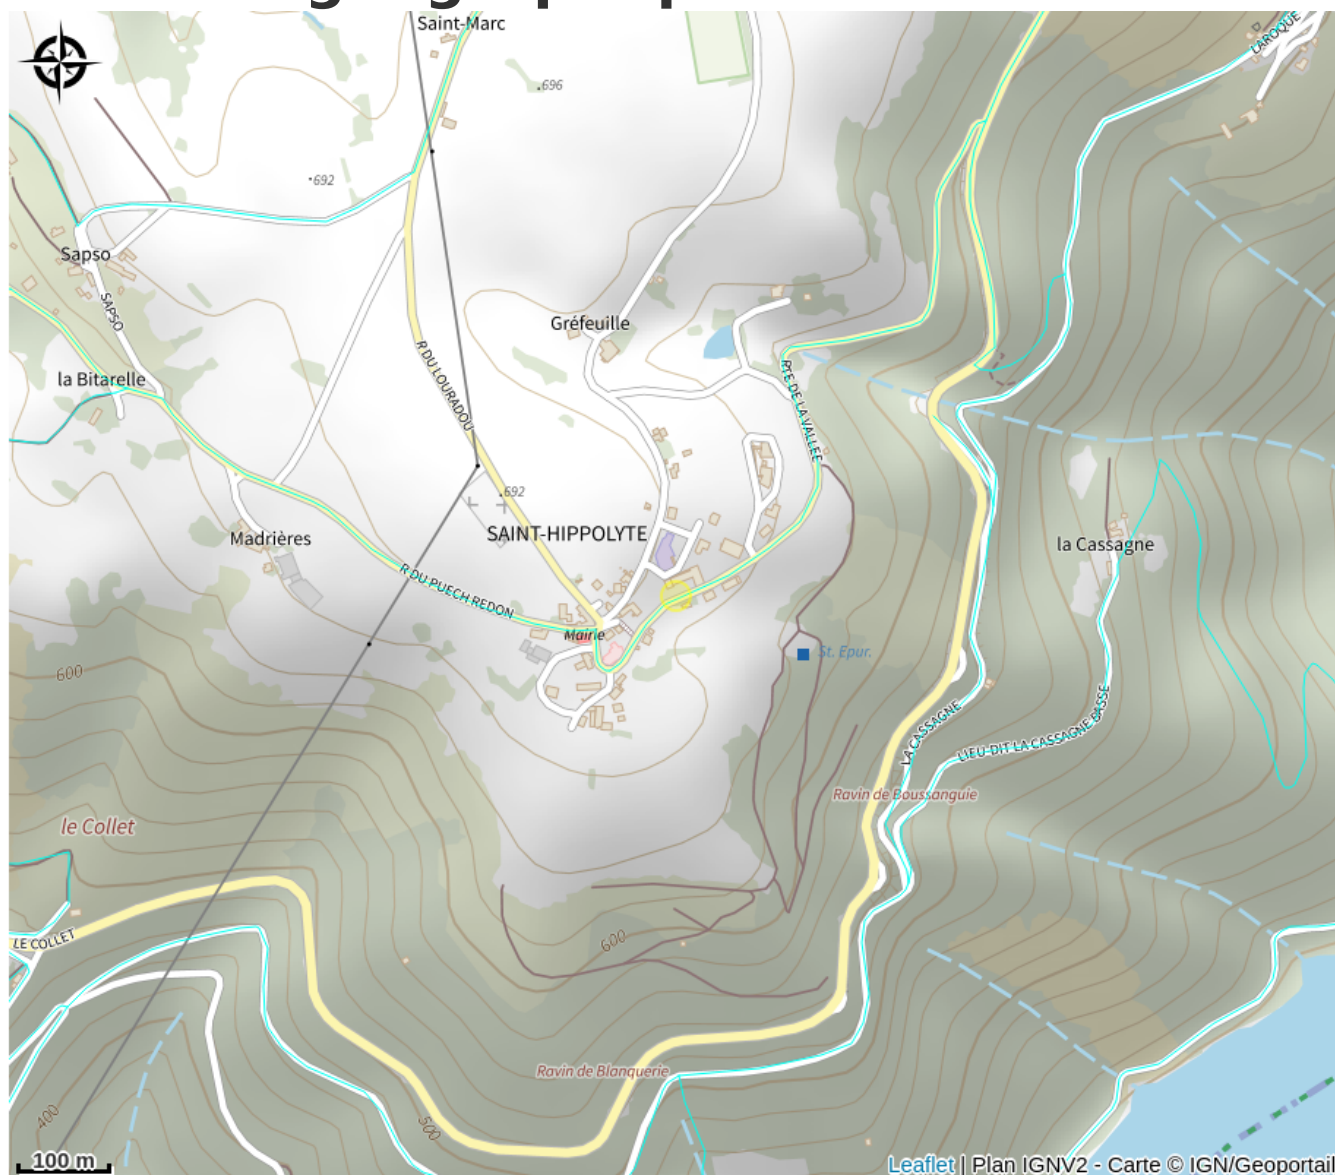 Saint-Marc
LAROQUE
696
692
Sapso
SAPSO
Gréfeuille
R DU LOURADOU
RTE DE LA VALLEE
la Bitarelle
692
SAINT-HIPPOLYTE
Madrières
la Cassagne
R DU PUECH REDON
Mairie
St. Epur.
600
LA CASSAGNE
LIEU-DIT LA CASSAGNE BASSE
Ravin de Boussanguie
le Collet
LE COLLET
600
Ravin de Blanquerie
400
500
100 m
Leaflet | Plan IGNV2 - Carte © IGN/Geoportail